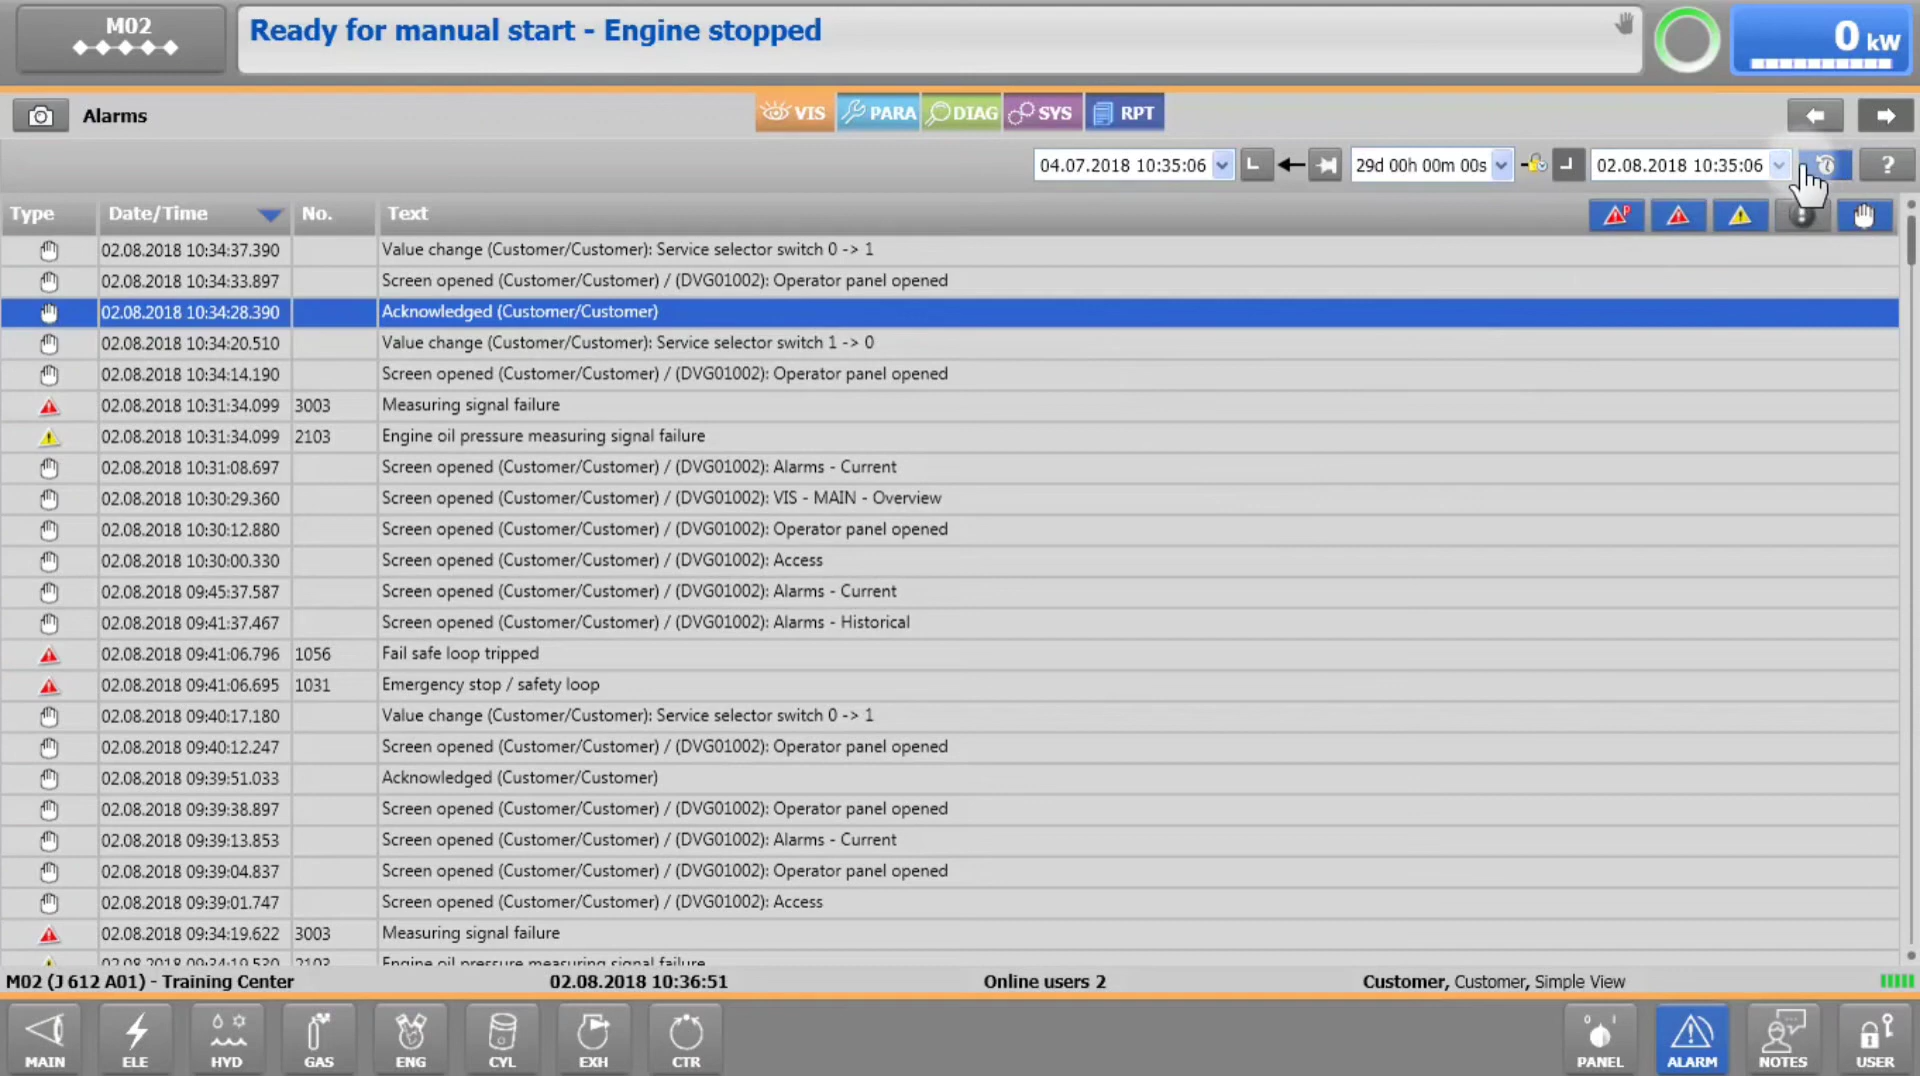 M02
Ready for manual start - Engine stopped
0 kW
Alarms
VIS PARA DIAG SYS RPT
04.07.2018 10:35:06 29d 00h 00m 00s 02.08.2018 10:35:06 ?
Type Date/Time No. Text
02.08.2018 10:34:37.390 Value change (Customer/Customer): Service selector switch 0 -> 1
02.08.2018 10:34:33.897 Screen opened (Customer/Customer) / (DVG01002): Operator panel opened
02.08.2018 10:34:28.390 Acknowledged (Customer/Customer)
02.08.2018 10:34:20.510 Value change (Customer/Customer): Service selector switch 1 -> 0
02.08.2018 10:34:14.190 Screen opened (Customer/Customer) / (DVG01002): Operator panel opened
02.08.2018 10:31:34.099 3003 Measuring signal failure
02.08.2018 10:31:34.099 2103 Engine oil pressure measuring signal failure
02.08.2018 10:31:08.697 Screen opened (Customer/Customer) / (DVG01002): Alarms - Current
02.08.2018 10:30:29.360 Screen opened (Customer/Customer) / (DVG01002): VIS - MAIN - Overview
02.08.2018 10:30:12.880 Screen opened (Customer/Customer) / (DVG01002): Operator panel opened
02.08.2018 10:30:00.330 Screen opened (Customer/Customer) / (DVG01002): Access
02.08.2018 09:45:37.587 Screen opened (Customer/Customer) / (DVG01002): Alarms - Current
02.08.2018 09:41:37.467 Screen opened (Customer/Customer) / (DVG01002): Alarms - Historical
02.08.2018 09:41:06.796 1056 Fail safe loop tripped
02.08.2018 09:41:06.695 1031 Emergency stop / safety loop
02.08.2018 09:40:17.180 Value change (Customer/Customer): Service selector switch 0 -> 1
02.08.2018 09:40:12.247 Screen opened (Customer/Customer) / (DVG01002): Operator panel opened
02.08.2018 09:39:51.033 Acknowledged (Customer/Customer)
02.08.2018 09:39:38.897 Screen opened (Customer/Customer) / (DVG01002): Operator panel opened
02.08.2018 09:39:13.853 Screen opened (Customer/Customer) / (DVG01002): Alarms - Current
02.08.2018 09:39:04.837 Screen opened (Customer/Customer) / (DVG01002): Operator panel opened
02.08.2018 09:39:01.747 Screen opened (Customer/Customer) / (DVG01002): Access
02.08.2018 09:34:19.622 3003 Measuring signal failure
02.08.2018 09:34:19.530 2103 Engine oil pressure measuring signal failure
M02 (J 612 A01) - Training Center 02.08.2018 10:36:51 Online users 2 Customer, Customer, Simple View
MAIN ELE HYD GAS ENG CYL EXH CTR PANEL ALARM NOTES USER